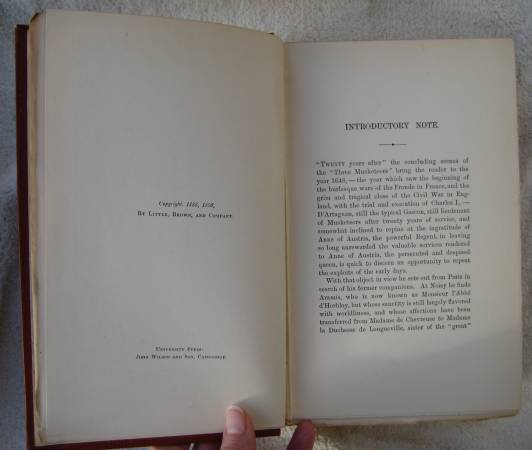 Copyright, 1888, 1892,
By Little, Brown, and Company.
University Press:
John Wilson and Son, Cambridge.
INTRODUCTORY NOTE.
"Twenty years after" the concluding scenes of
the "Three Musketeers" bring the reader to the
year 1648,—the year which saw the beginning of
the burlesque wars of the Fronde in France, and the
grim and tragical close of the Civil War in Eng-
land, with the trial and execution of Charles I.,—
D'Artagnan, still the typical Gascon, still lieutenant
of Musketeers after twenty years of service, and
somewhat inclined to repine at the ingratitude of
Anne of Austria, the powerful Regent, in leaving
so long unrewarded the valuable services rendered
to Anne of Austria, the persecuted and despised
queen, is quick to discern an opportunity to repeat
the exploits of the early days.
With that object in view he sets out from Paris in
search of his former companions. At Noisy he finds
Aramis, who is now known as Monsieur l'Abbé
d'Herblay, but whose sanctity is still largely flavored
with worldliness, and whose affections have been
transferred from Madame de Chevreuse to Madame
la Duchesse de Longueville, sister of the "great"